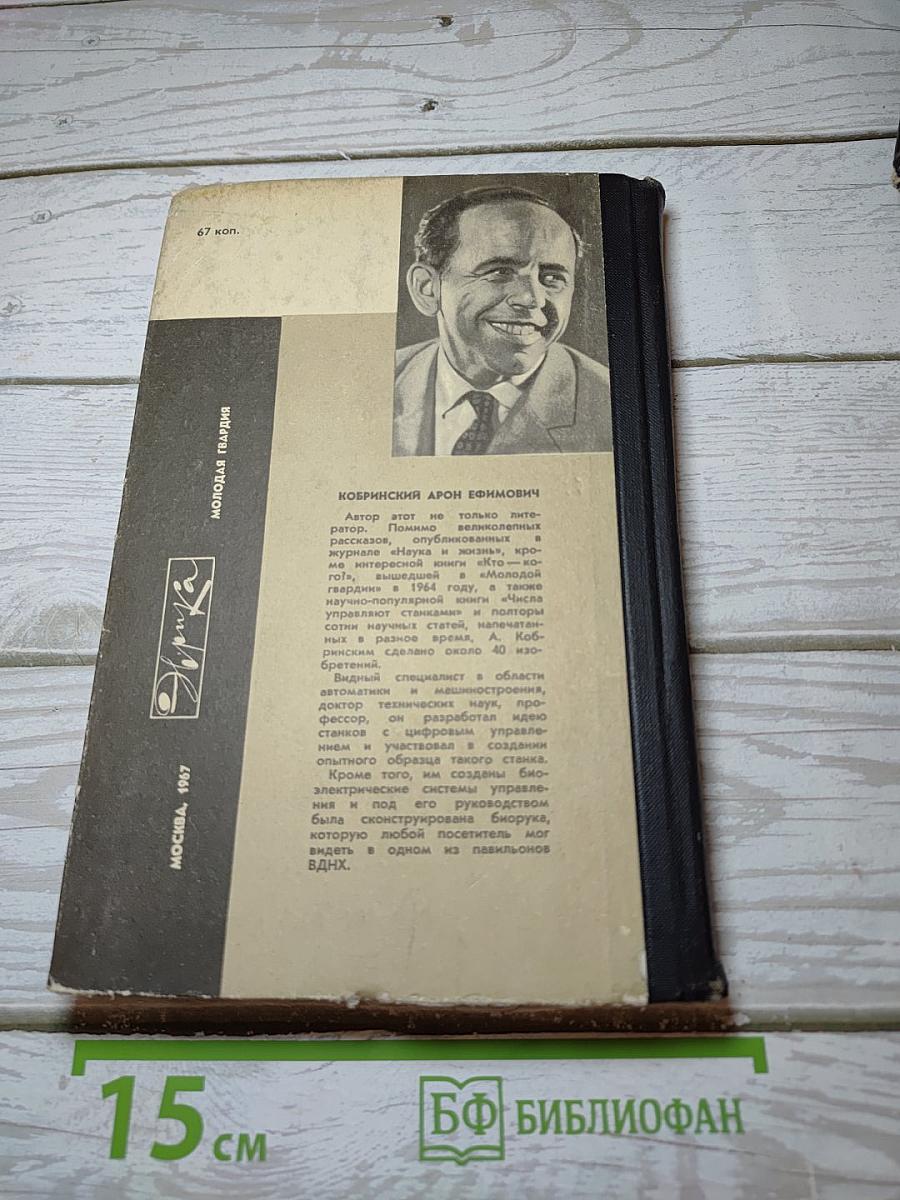 67 коп.
МОЛОДАЯ ГВАРДИЯ
Эврика
МОСКВА, 1967
КОБРИНСКИЙ АРОН ЕФИМОВИЧ
Автор этот не только лите-
ратор. Помимо великолепных
рассказов, опубликованных в
журнале «Наука и жизнь», кро-
ме интересной книги «Кто — ко-
го?», вышедшей в «Молодой
гвардии» в 1964 году, а также
научно-популярной книги «Числа
управляют станками» и полторы
сотни научных статей, напечатан-
ных в разное время, А. Коб-
ринским сделано около 40 изо-
бретений.
Видный специалист в области
автоматики и машиностроения,
доктор технических наук, про-
фессор, он разработал идею
станков с цифровым управле-
нием и участвовал в создании
опытного образца такого станка.
Кроме того, им созданы био-
электрические системы управле-
ния и под его руководством
была сконструирована биорука,
которую любой посетитель мог
видеть в одном из павильонов
ВДНХ.
15 см
БФ БИБЛИОФАН